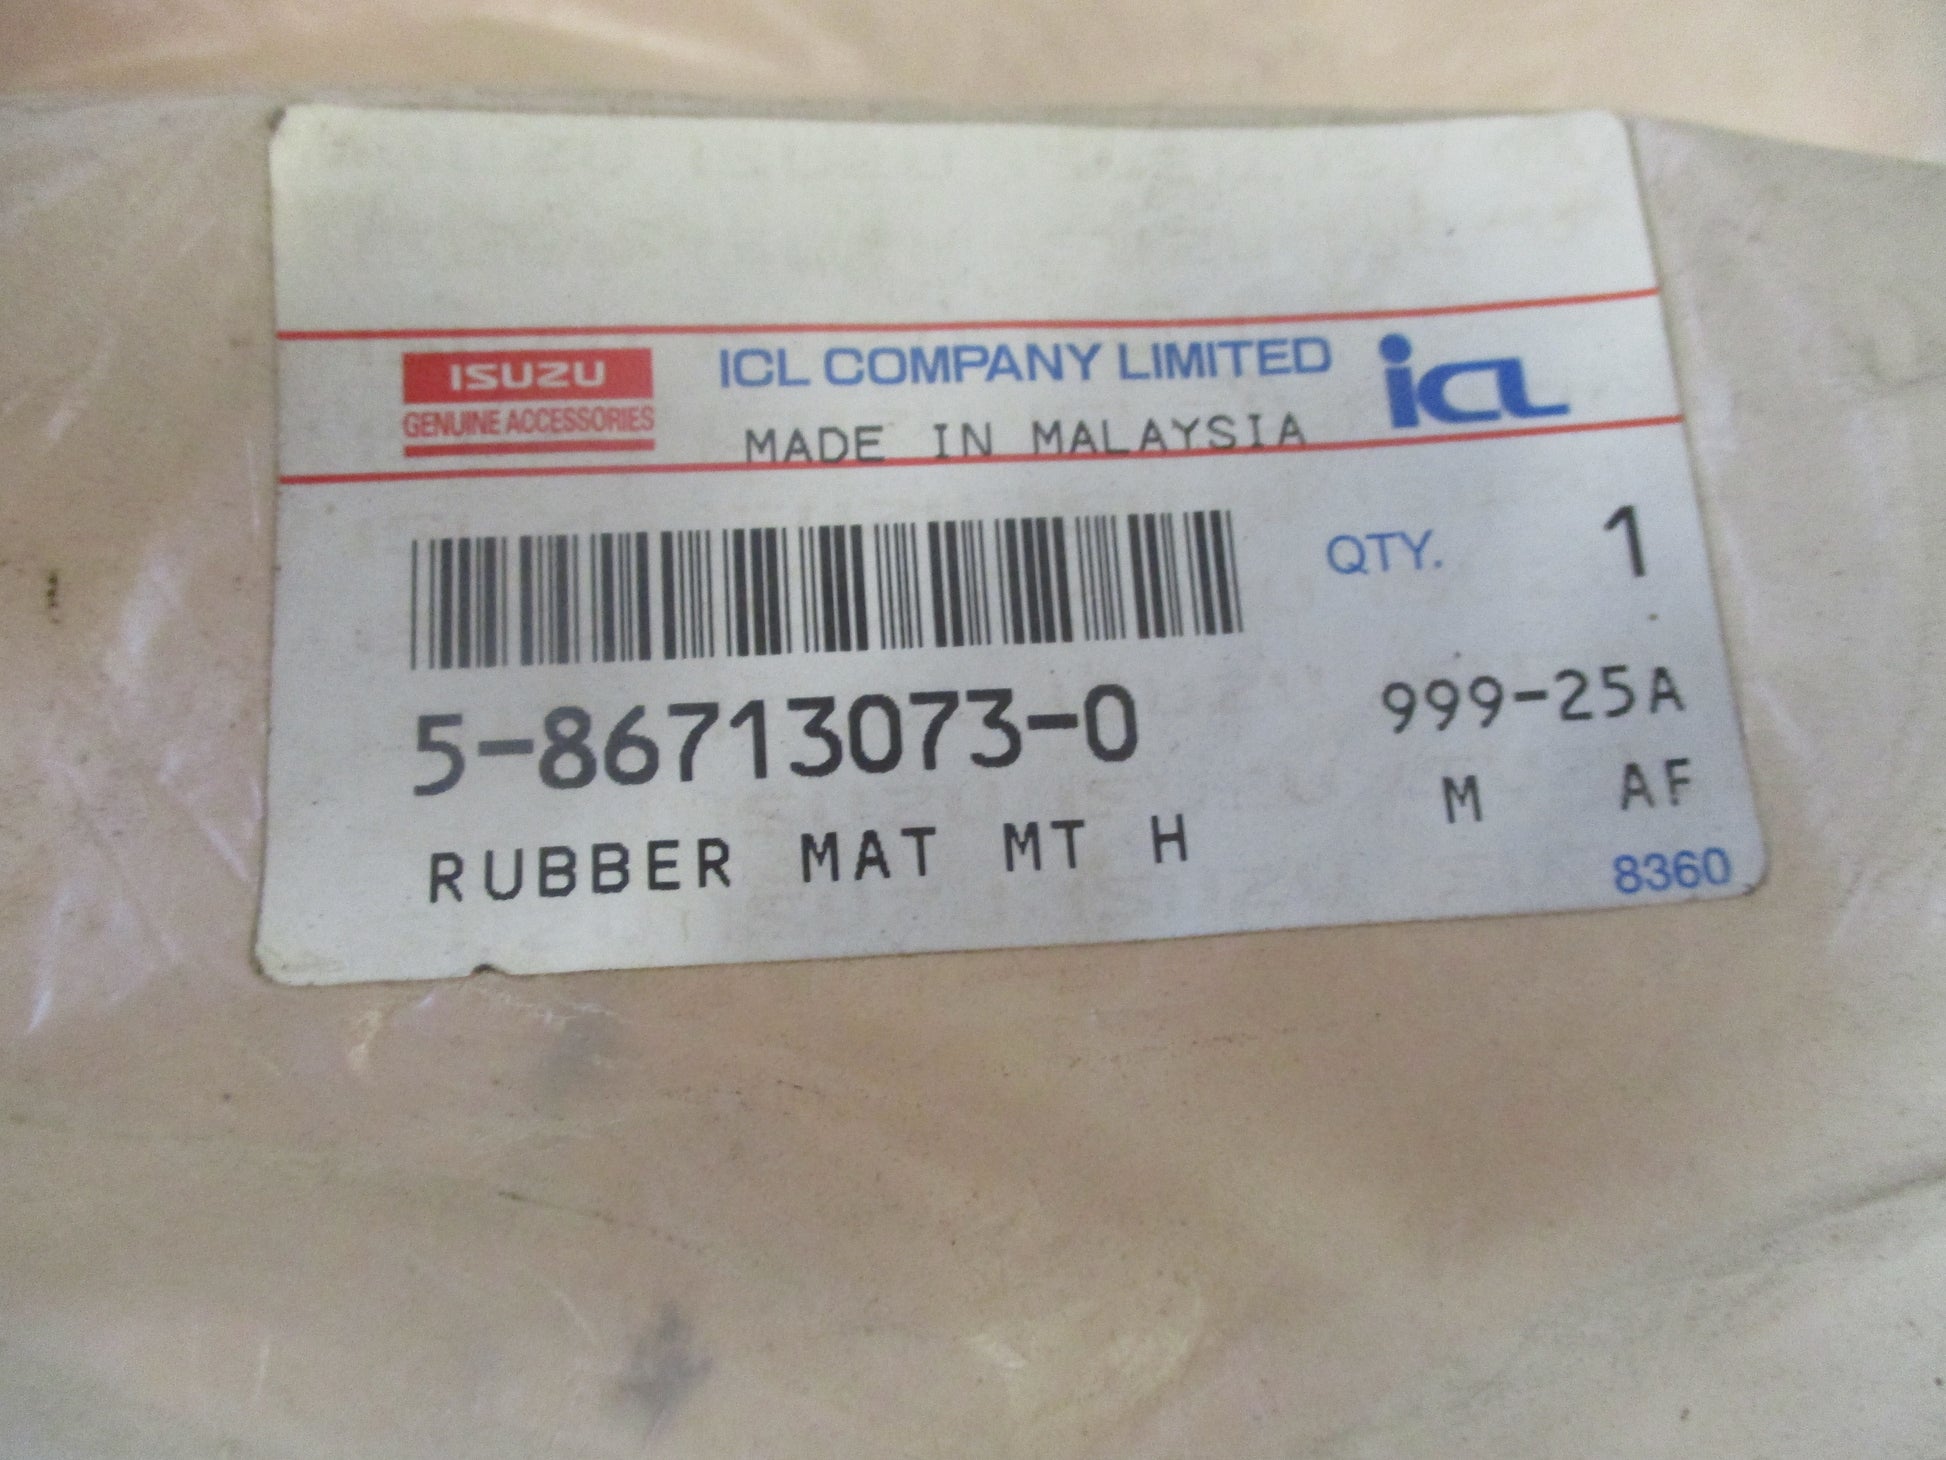 ISUZU
GENUINE ACCESSORIES
ICL COMPANY LIMITED
icl
MADE IN MALAYSIA
QTY. 1
5-86713073-0
999-25A
RUBBER MAT MT H
M AF
8360